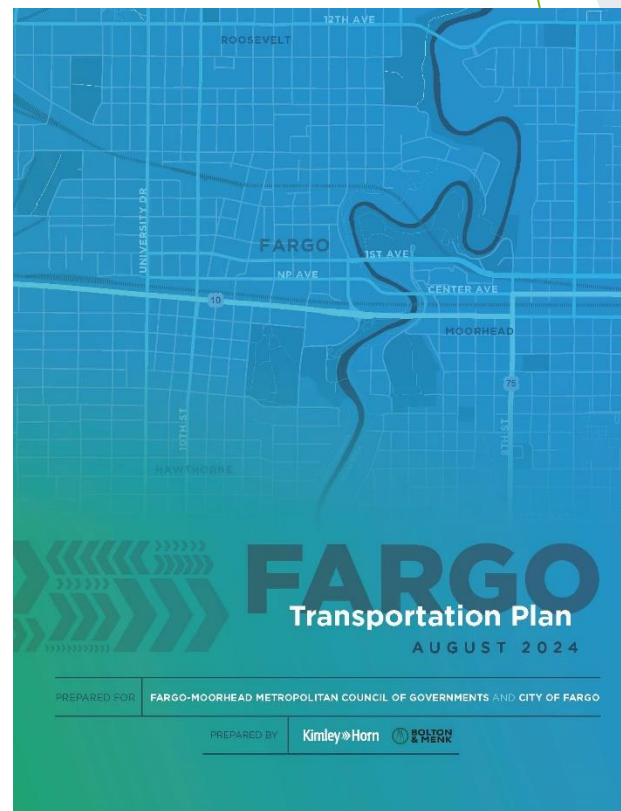 12TH AVE
ROOSEVELT
UNIVERSITY DR
FARGO
1ST AVE
NP AVE
CENTER AVE
10
MOORHEAD
75
10TH ST
8TH ST
HAWTHORNE
FARGO
Transportation Plan
AUGUST 2024
PREPARED FOR FARGO-MOORHEAD METROPOLITAN COUNCIL OF GOVERNMENTS AND CITY OF FARGO
PREPARED BY Kimley»Horn BOLTON
& MENK